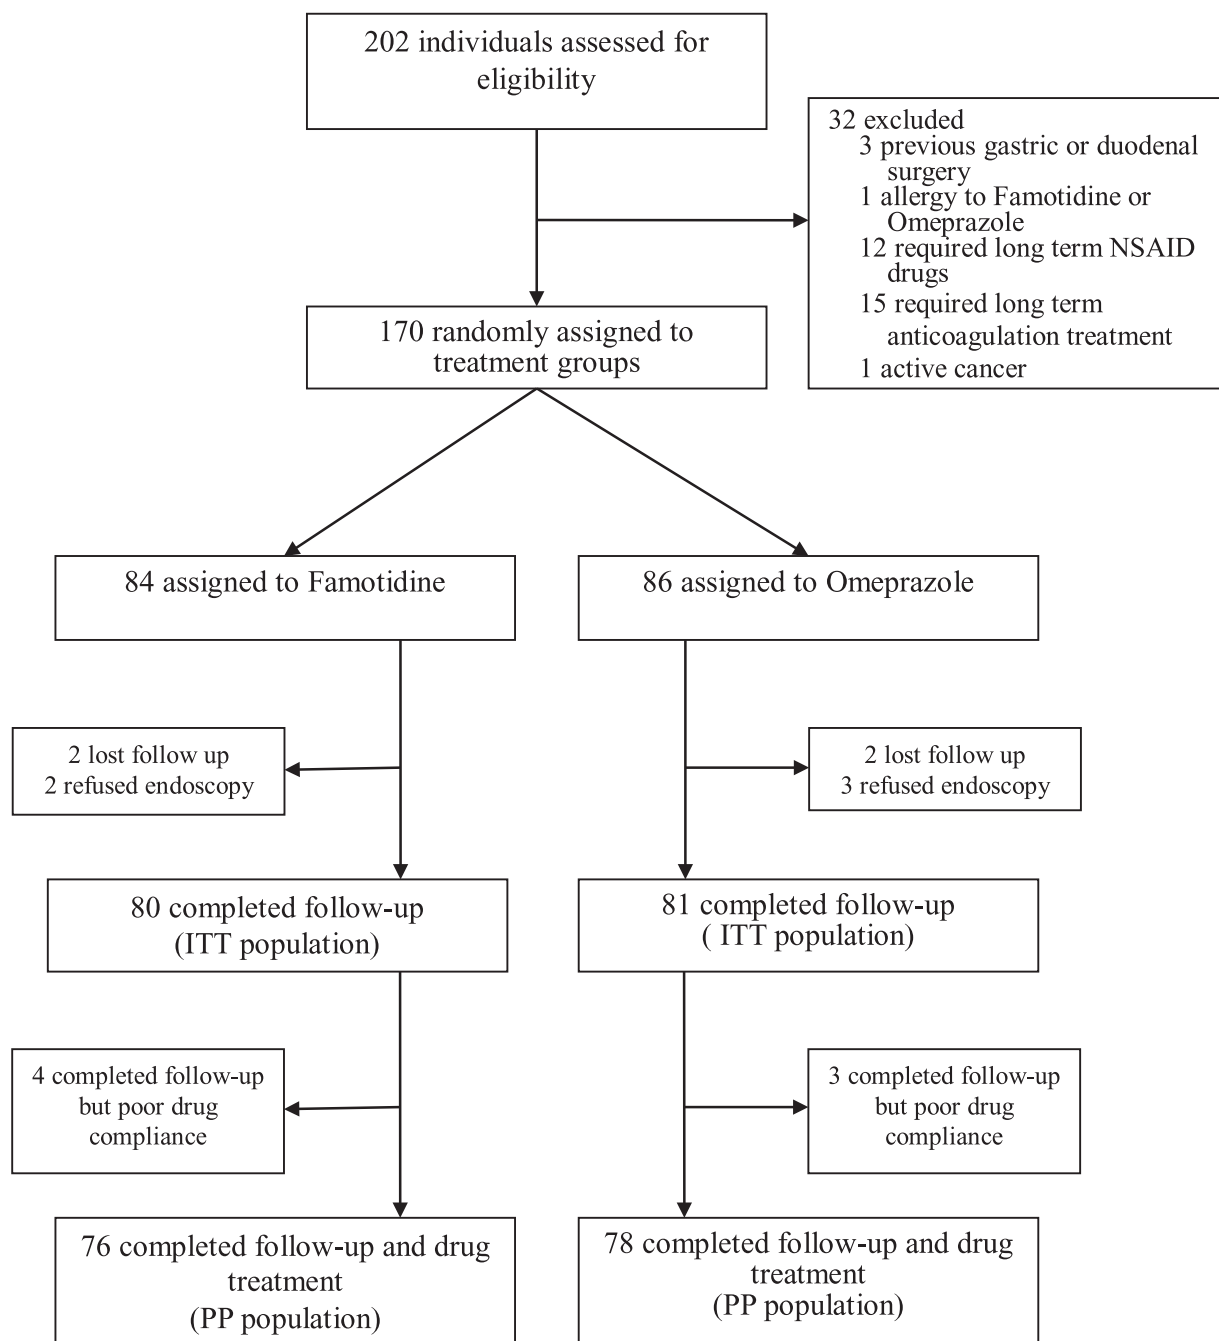 202 individuals assessed for
eligibility
32 excluded
3 previous gastric or duodenal
surgery
1 allergy to Famotidine or
Omeprazole
12 required long term NSAID
drugs
15 required long term
anticoagulation treatment
1 active cancer
170 randomly assigned to
treatment groups
84 assigned to Famotidine
86 assigned to Omeprazole
2 lost follow up
2 refused endoscopy
2 lost follow up
3 refused endoscopy
80 completed follow-up
(ITT population)
81 completed follow-up
( ITT population)
4 completed follow-up
but poor drug
compliance
3 completed follow-up
but poor drug
compliance
76 completed follow-up and drug
treatment
(PP population)
78 completed follow-up and drug
treatment
(PP population)